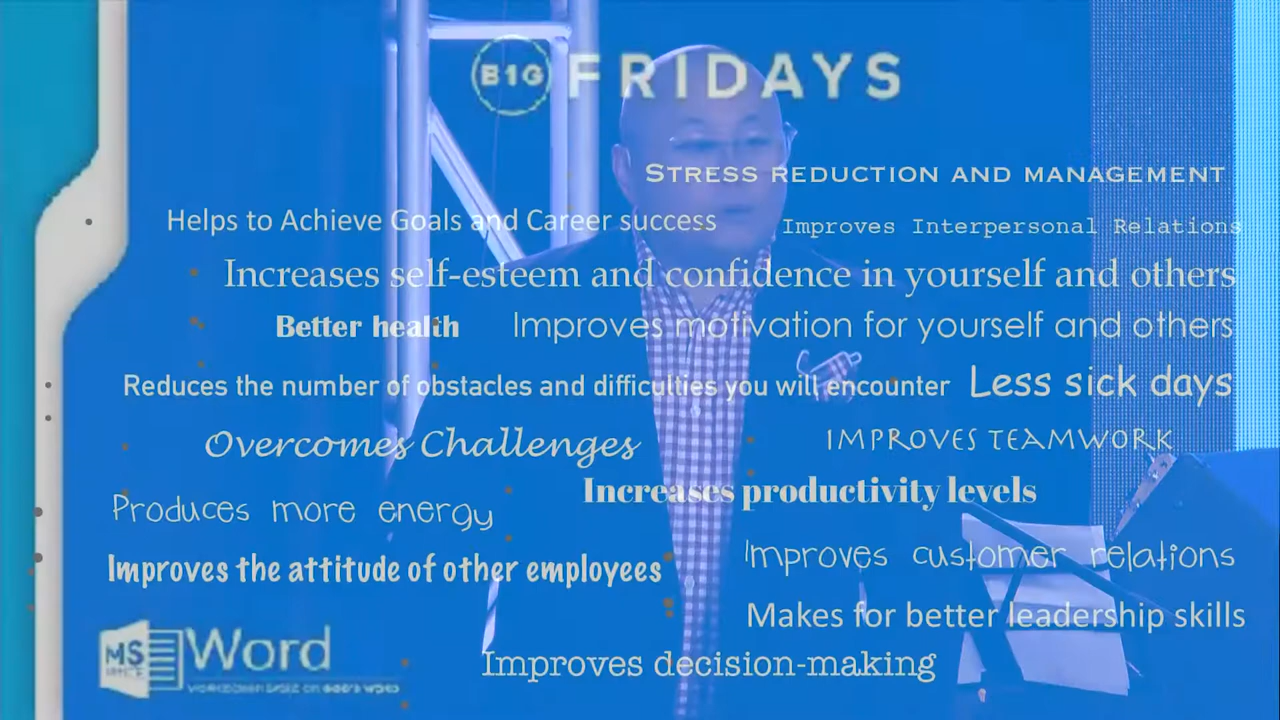 B1G FRIDAYS
STRESS REDUCTION AND MANAGEMENT
Helps to Achieve Goals and Career success
Improves Interpersonal Relations
Increases self-esteem and confidence in yourself and others
Better health
Improves motivation for yourself and others
Reduces the number of obstacles and difficulties you will encounter
Less sick days
Overcomes Challenges
IMPROVES TEAMWORK
Increases productivity levels
Produces more energy
Improves customer relations
Improves the attitude of other employees
Makes for better leadership skills
MS
Word
Improves decision-making